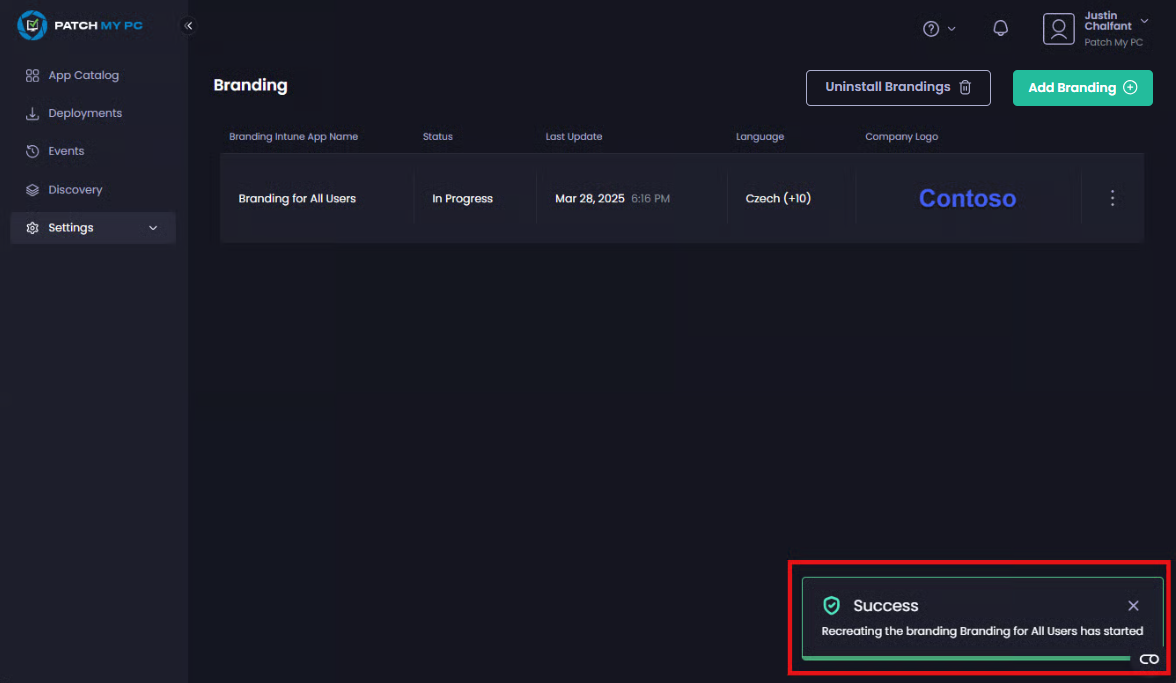 PATCH MY PC
Justin
Chalfant
Patch My PC
App Catalog
Deployments
Events
Discovery
Settings
Branding
Uninstall Brandings
Add Branding
Branding Intune App Name Status Last Update Language Company Logo
Branding for All Users In Progress Mar 28, 2025 6:16 PM Czech (+10) Contoso
Success
Recreating the branding Branding for All Users has started